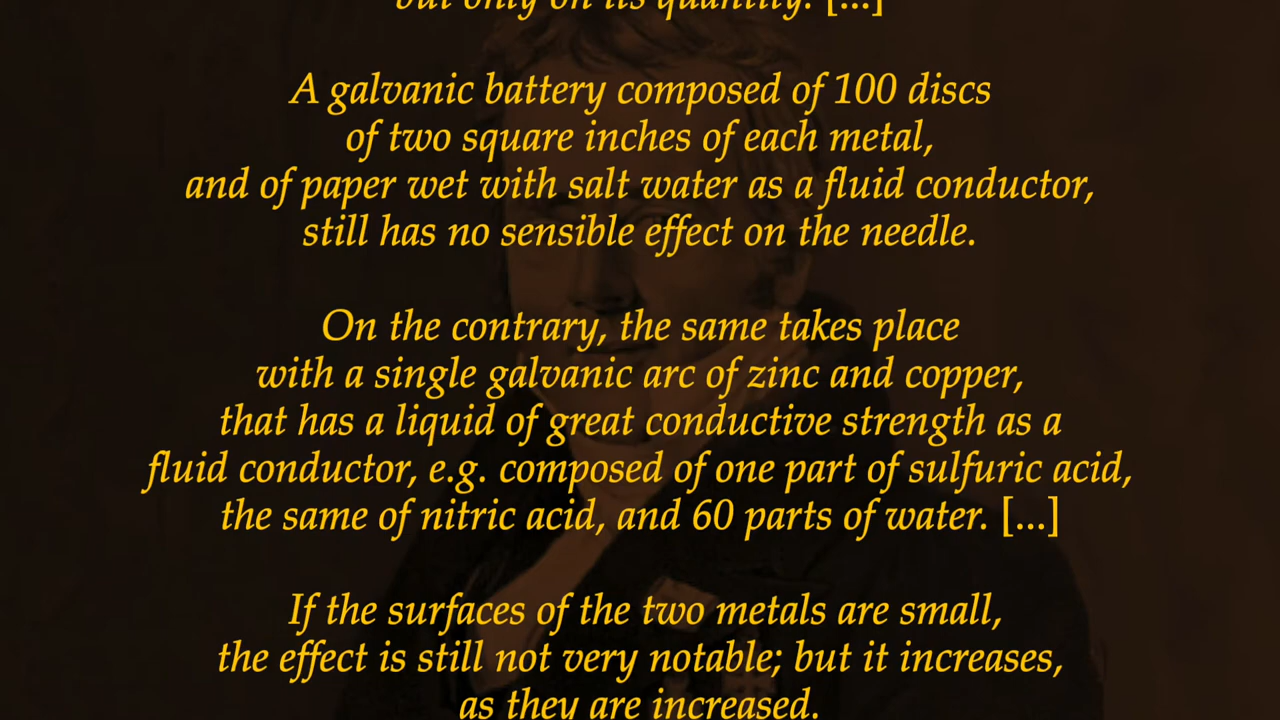 but only on its quantity. [...]
A galvanic battery composed of 100 discs
of two square inches of each metal,
and of paper wet with salt water as a fluid conductor,
still has no sensible effect on the needle.
On the contrary, the same takes place
with a single galvanic arc of zinc and copper,
that has a liquid of great conductive strength as a
fluid conductor, e.g. composed of one part of sulfuric acid,
the same of nitric acid, and 60 parts of water. [...]
If the surfaces of the two metals are small,
the effect is still not very notable; but it increases,
as they are increased.